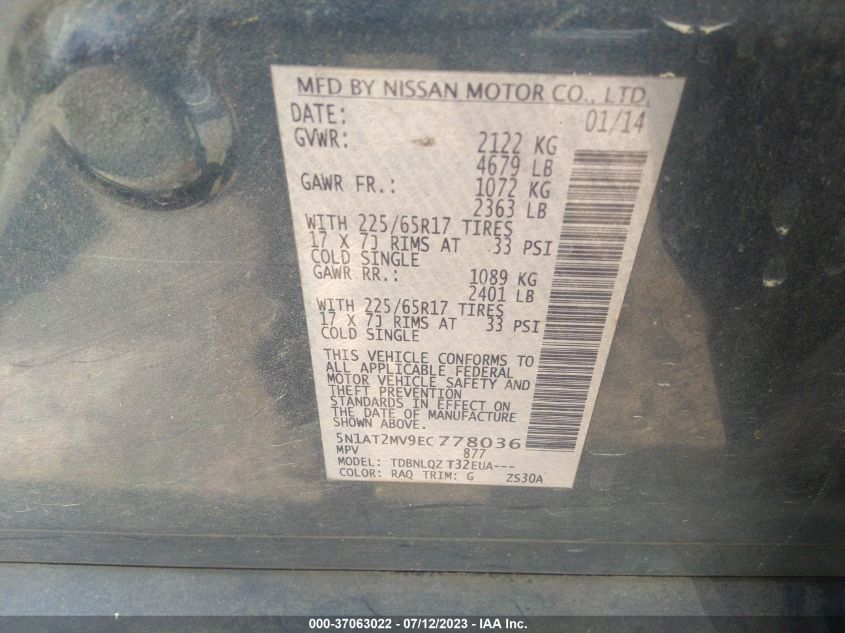 MFD BY NISSAN MOTOR CO., LTD.
DATE: 01/14
GVWR: 2122 KG
4679 LB
GAWR FR.: 1072 KG
2363 LB
WITH 225/65R17 TIRES
17 X 7J RIMS AT 33 PSI
COLD SINGLE
GAWR RR.: 1089 KG
2401 LB
WITH 225/65R17 TIRES
17 X 7J RIMS AT 33 PSI
COLD SINGLE
THIS VEHICLE CONFORMS TO
ALL APPLICABLE FEDERAL
MOTOR VEHICLE SAFETY AND
THEFT PREVENTION
STANDARDS IN EFFECT ON
THE DATE OF MANUFACTURE
SHOWN ABOVE.
5N1AT2MV9EC778036
MPV 877
MODEL: TDBNLQZ T32EUA---
COLOR: RAQ TRIM: G ZS30A
000-37063022 - 07/12/2023 - IAA Inc.